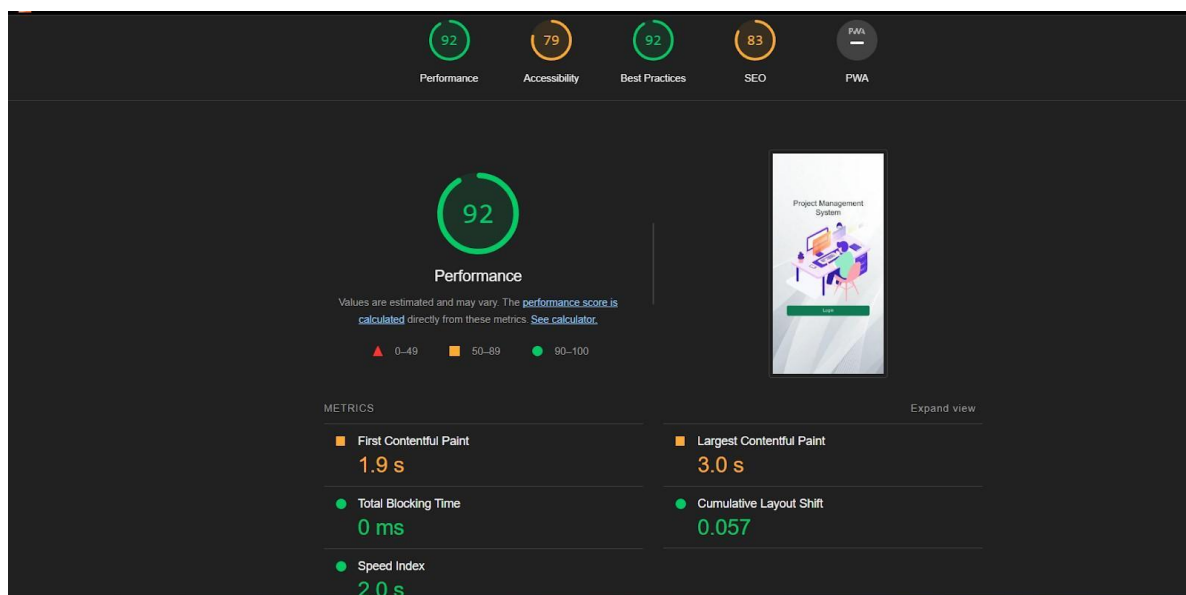 92 79 92 83 PWA
Performance Accessibility Best Practices SEO PWA
92
Performance
Values are estimated and may vary. The performance score is
calculated directly from these metrics. See calculator.
0–49 50–89 90–100
Project Management
System
Login
METRICS Expand view
First Contentful Paint
1.9 s
Largest Contentful Paint
3.0 s
Total Blocking Time
0 ms
Cumulative Layout Shift
0.057
Speed Index
2.0 s